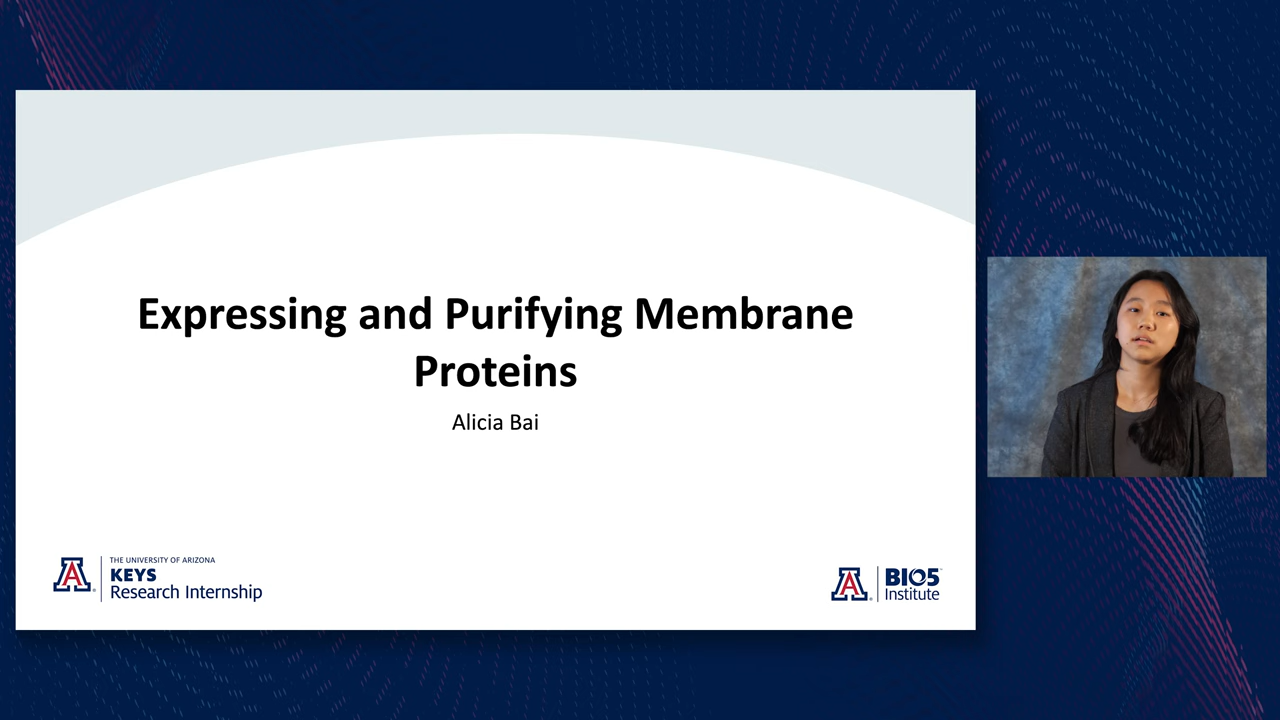 Expressing and Purifying Membrane
Proteins
Alicia Bai
THE UNIVERSITY OF ARIZONA
KEYS
Research Internship
A
BIO5
Institute